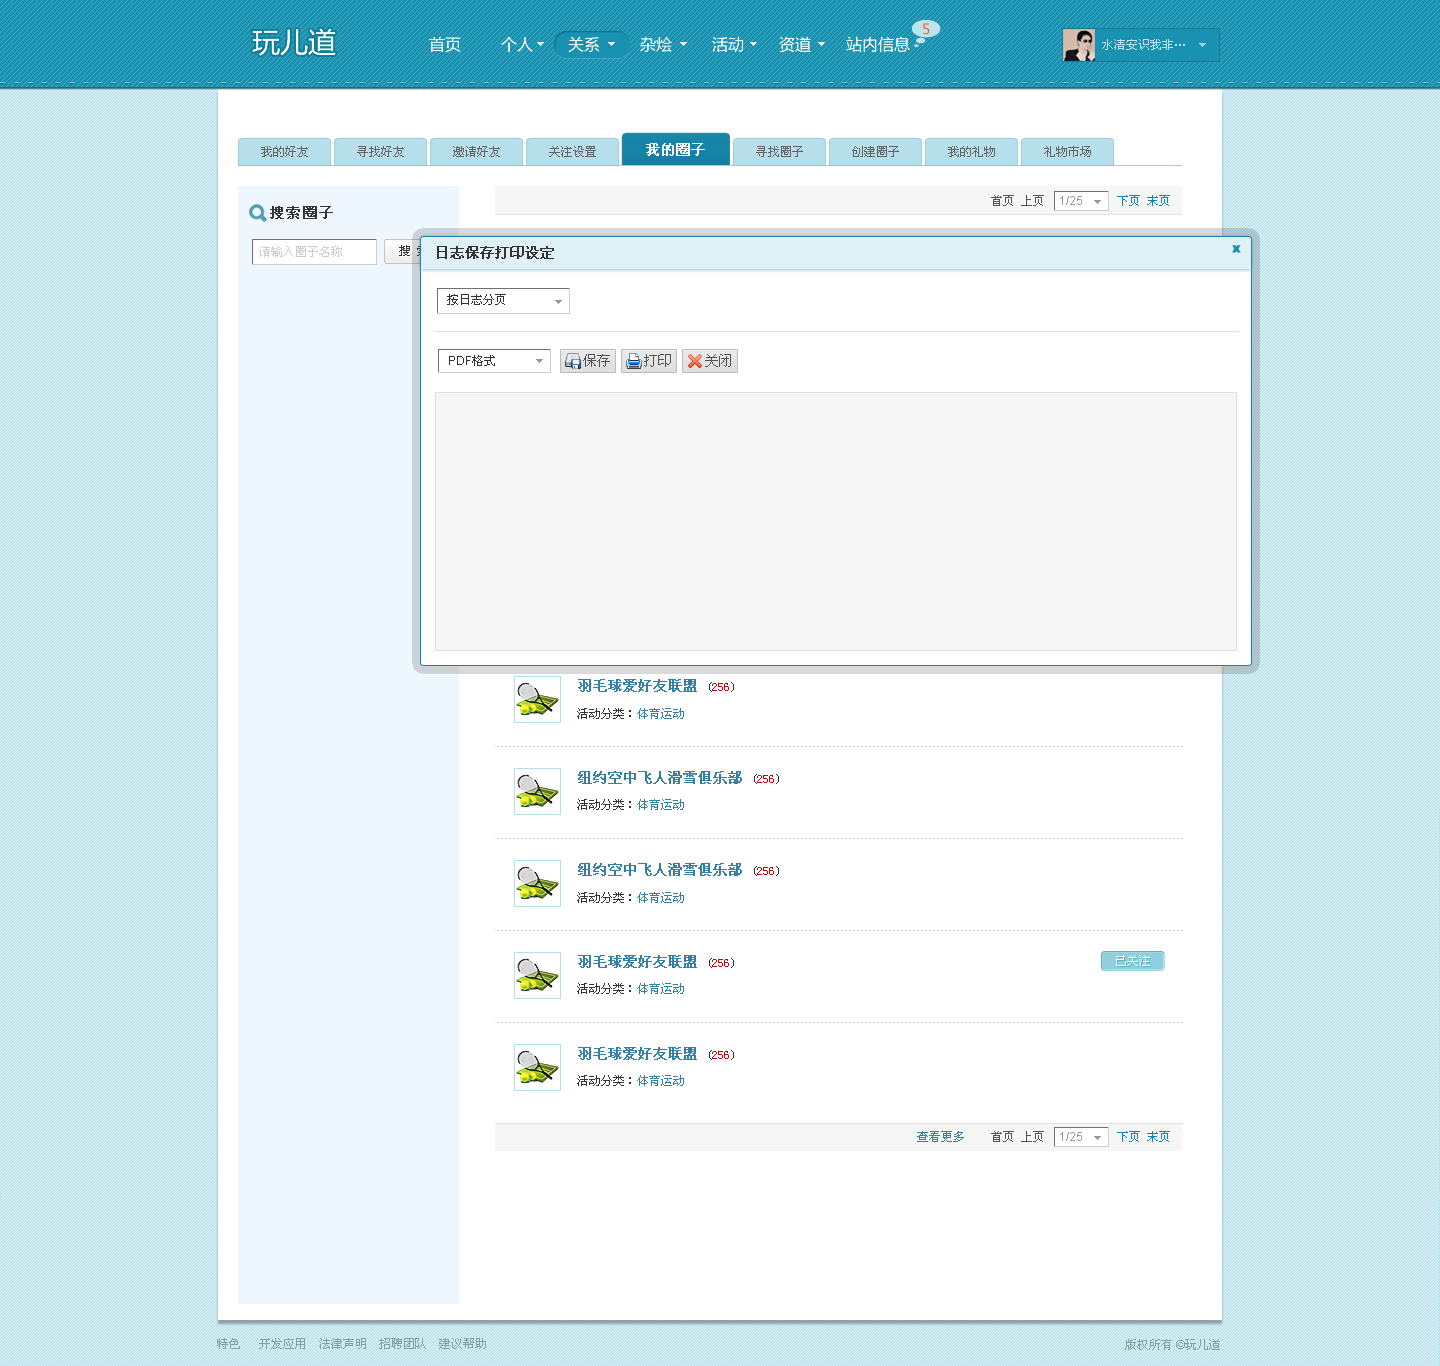 玩儿道 首页 个人 关系 杂烩 活动 资道 站内信息 5 水清安识我非…
我的好友 寻找好友 邀请好友 关注设置 我的圈子 寻找圈子 创建圈子 我的礼物 礼物市场
搜索圈子
首页 上页 1/25 下页 末页
请输入圈子名称 搜
日志保存打印设定 x
按日志分页
PDF格式 保存 打印 关闭
羽毛球爱好友联盟 (256)
活动分类：体育运动
纽约空中飞人滑雪俱乐部 (256)
活动分类：体育运动
纽约空中飞人滑雪俱乐部 (256)
活动分类：体育运动
羽毛球爱好友联盟 (256) 已关注
活动分类：体育运动
羽毛球爱好友联盟 (256)
活动分类：体育运动
查看更多 首页 上页 1/25 下页 末页
特色 开发应用 法律声明 招聘团队 建议帮助 版权所有 ©玩儿道